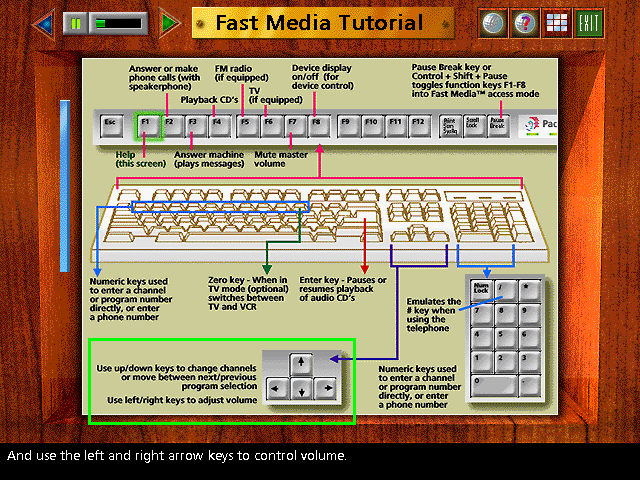 Fast Media Tutorial
EXIT
Answer or make
phone calls (with
speakerphone)
FM radio
(if equipped)
Playback CD's
TV
(if equipped)
Device display
on/off (for
device control)
Pause Break key or
Control + Shift + Pause
toggles function keys F1-F8
into Fast Media™ access mode
Esc
F1
F2
F3
F4
F5
F6
F7
F8
F9
F10
F11
F12
Print
Scrn
SysRq
Scroll
Lock
Pause
Break
Pac
Help
(this screen)
Answer machine
(plays messages)
Mute master
volume
Numeric keys used
to enter a channel
or program number
directly, or enter
a phone number
Zero key - When in
TV mode (optional)
switches between
TV and VCR
Enter key - Pauses or
resumes playback
of audio CD's
Emulates the
# key when
using the
telephone
Num
Lock
/
*
7
8
9
4
5
6
1
2
3
0
.
Use up/down keys to change channels
or move between next/previous
program selection
Use left/right keys to adjust volume
Numeric keys used
to enter a channel
or program number
directly, or enter
a phone number
And use the left and right arrow keys to control volume.